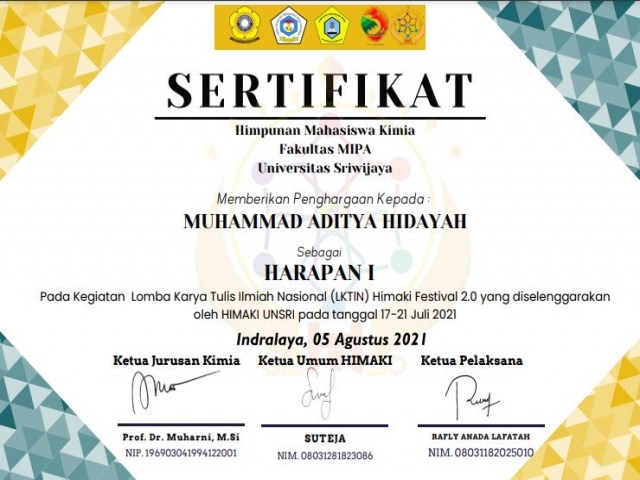 SERTIFIKAT
Himpunan Mahasiswa Kimia
Fakultas MIPA
Universitas Sriwijaya
Memberikan Penghargaan Kepada :
MUHAMMAD ADITYA HIDAYAH
Sebagai
HARAPAN I
Pada Kegiatan Lomba Karya Tulis Ilmiah Nasional (LKTIN) Himaki Festival 2.0 yang diselenggarakan
oleh HIMAKI UNSRI pada tanggal 17-21 Juli 2021
Indralaya, 05 Agustus 2021
Ketua Jurusan Kimia Ketua Umum HIMAKI Ketua Pelaksana
Prof. Dr. Muharni, M.Si SUTEJA RAFLY ANADA LAFATAH
NIP. 196903041994122001 NIM. 08031281823086 NIM. 08031182025010